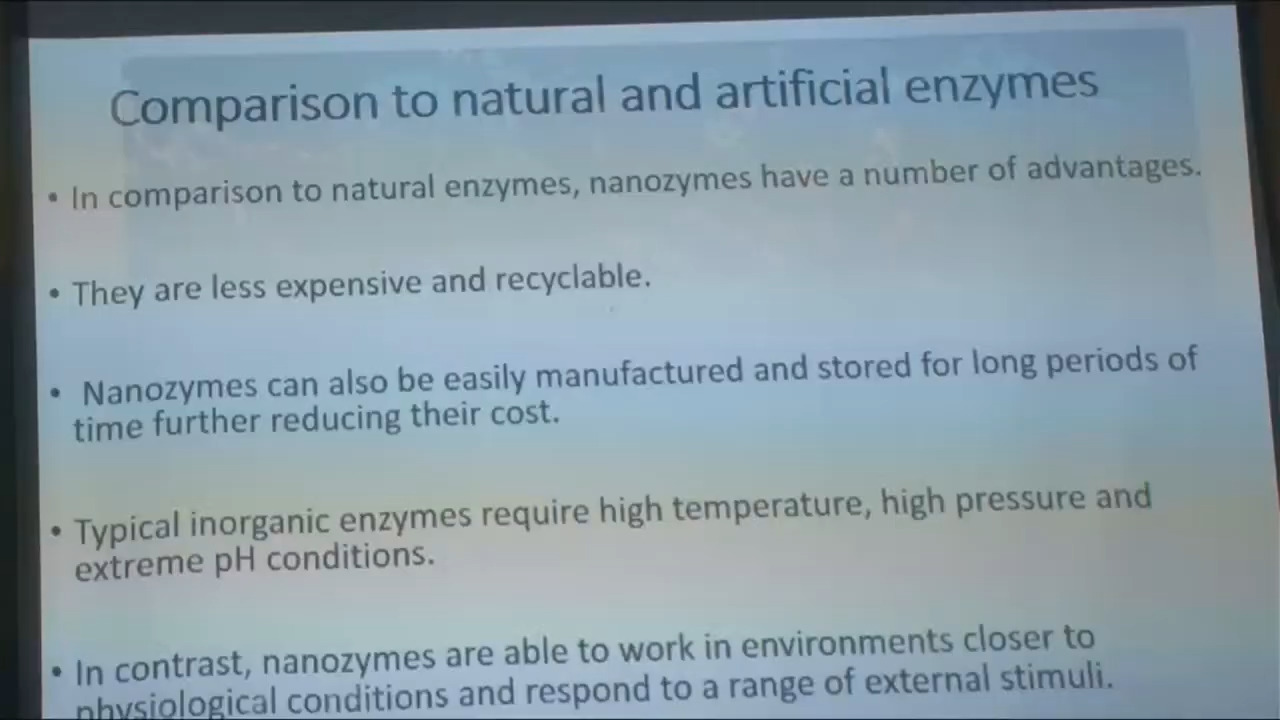 Comparison to natural and artificial enzymes
• In comparison to natural enzymes, nanozymes have a number of advantages.
• They are less expensive and recyclable.
• Nanozymes can also be easily manufactured and stored for long periods of
time further reducing their cost.
• Typical inorganic enzymes require high temperature, high pressure and
extreme pH conditions.
• In contrast, nanozymes are able to work in environments closer to
physiological conditions and respond to a range of external stimuli.